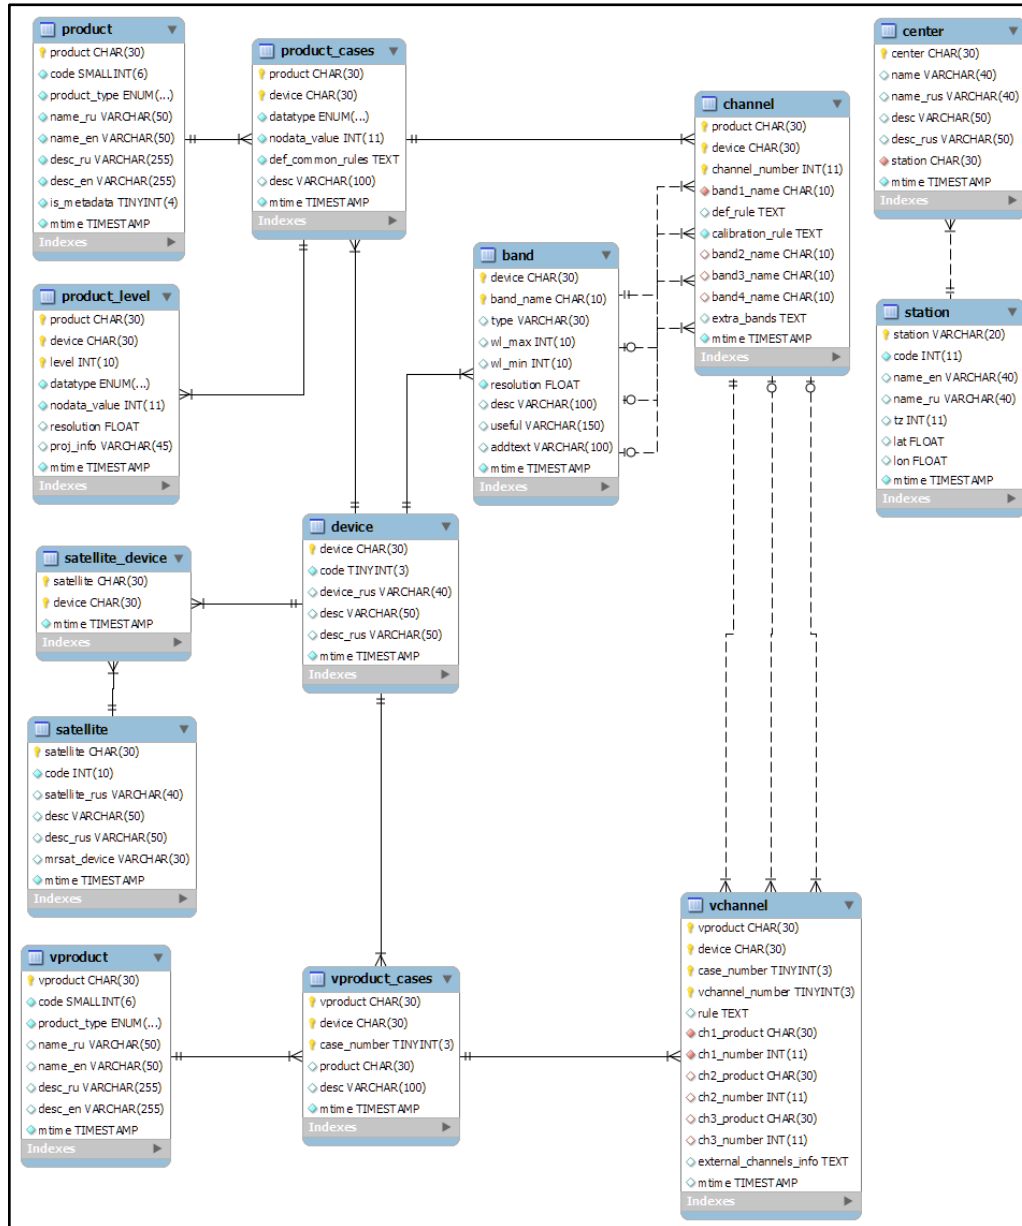 product
product CHAR(30)
code SMALLINT(6)
product_type ENUM(...)
name_ru VARCHAR(50)
name_en VARCHAR(50)
desc_ru VARCHAR(255)
desc_en VARCHAR(255)
is_metadata TINYINT(4)
mtime TIMESTAMP
Indexes
product_cases
product CHAR(30)
device CHAR(30)
datatype ENUM(...)
nodata_value INT(11)
def_common_rules TEXT
desc VARCHAR(100)
mtime TIMESTAMP
Indexes
channel
product CHAR(30)
device CHAR(30)
channel_number INT(11)
band1_name CHAR(10)
def_rule TEXT
calibration_rule TEXT
band2_name CHAR(10)
band3_name CHAR(10)
band4_name CHAR(10)
extra_bands TEXT
mtime TIMESTAMP
Indexes
center
center CHAR(30)
name VARCHAR(40)
name_rus VARCHAR(40)
desc VARCHAR(50)
desc_rus VARCHAR(50)
station CHAR(30)
mtime TIMESTAMP
Indexes
product_level
product CHAR(30)
device CHAR(30)
level INT(10)
datatype ENUM(...)
nodata_value INT(11)
resolution FLOAT
proj_info VARCHAR(45)
mtime TIMESTAMP
Indexes
band
device CHAR(30)
band_name CHAR(10)
type VARCHAR(30)
wl_max INT(10)
wl_min INT(10)
resolution FLOAT
desc VARCHAR(100)
useful VARCHAR(150)
addtext VARCHAR(100)
mtime TIMESTAMP
Indexes
station
station VARCHAR(20)
code INT(11)
name_en VARCHAR(40)
name_ru VARCHAR(40)
tz INT(11)
lat FLOAT
lon FLOAT
mtime TIMESTAMP
Indexes
satellite_device
satellite CHAR(30)
device CHAR(30)
mtime TIMESTAMP
Indexes
device
device CHAR(30)
code TINYINT(3)
device_rus VARCHAR(40)
desc VARCHAR(50)
desc_rus VARCHAR(50)
mtime TIMESTAMP
Indexes
satellite
satellite CHAR(30)
code INT(10)
satellite_rus VARCHAR(40)
desc VARCHAR(50)
desc_rus VARCHAR(50)
mrsat_device VARCHAR(30)
mtime TIMESTAMP
Indexes
vproduct
vproduct CHAR(30)
code SMALLINT(6)
product_type ENUM(...)
name_ru VARCHAR(50)
name_en VARCHAR(50)
desc_ru VARCHAR(255)
desc_en VARCHAR(255)
mtime TIMESTAMP
Indexes
vproduct_cases
vproduct CHAR(30)
device CHAR(30)
case_number TINYINT(3)
product CHAR(30)
desc VARCHAR(100)
mtime TIMESTAMP
Indexes
vchannel
vproduct CHAR(30)
device CHAR(30)
case_number TINYINT(3)
vchannel_number TINYINT(3)
rule TEXT
ch1_product CHAR(30)
ch1_number INT(11)
ch2_product CHAR(30)
ch2_number INT(11)
ch3_product CHAR(30)
ch3_number INT(11)
external_channels_info TEXT
mtime TIMESTAMP
Indexes